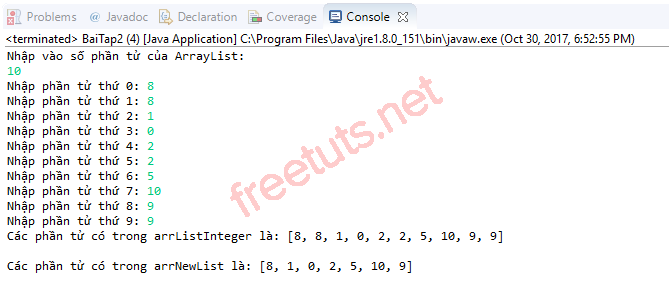 Problems @ Javadoc Declaration Coverage Console
<terminated> BaiTap2 (4) [Java Application] C:\Program Files\Java\jre1.8.0_151\bin\javaw.exe (Oct 30, 2017, 6:52:55 PM)
Nhập vào số phần tử của ArrayList:
10
Nhập phần tử thứ 0: 8
Nhập phần tử thứ 1: 8
Nhập phần tử thứ 2: 1
Nhập phần tử thứ 3: 0
Nhập phần tử thứ 4: 2
Nhập phần tử thứ 5: 2
Nhập phần tử thứ 6: 5
Nhập phần tử thứ 7: 10
Nhập phần tử thứ 8: 9
Nhập phần tử thứ 9: 9
Các phần tử có trong arrListInteger là: [8, 8, 1, 0, 2, 2, 5, 10, 9, 9]
Các phần tử có trong arrNewList là: [8, 1, 0, 2, 5, 10, 9]
freetuts.net